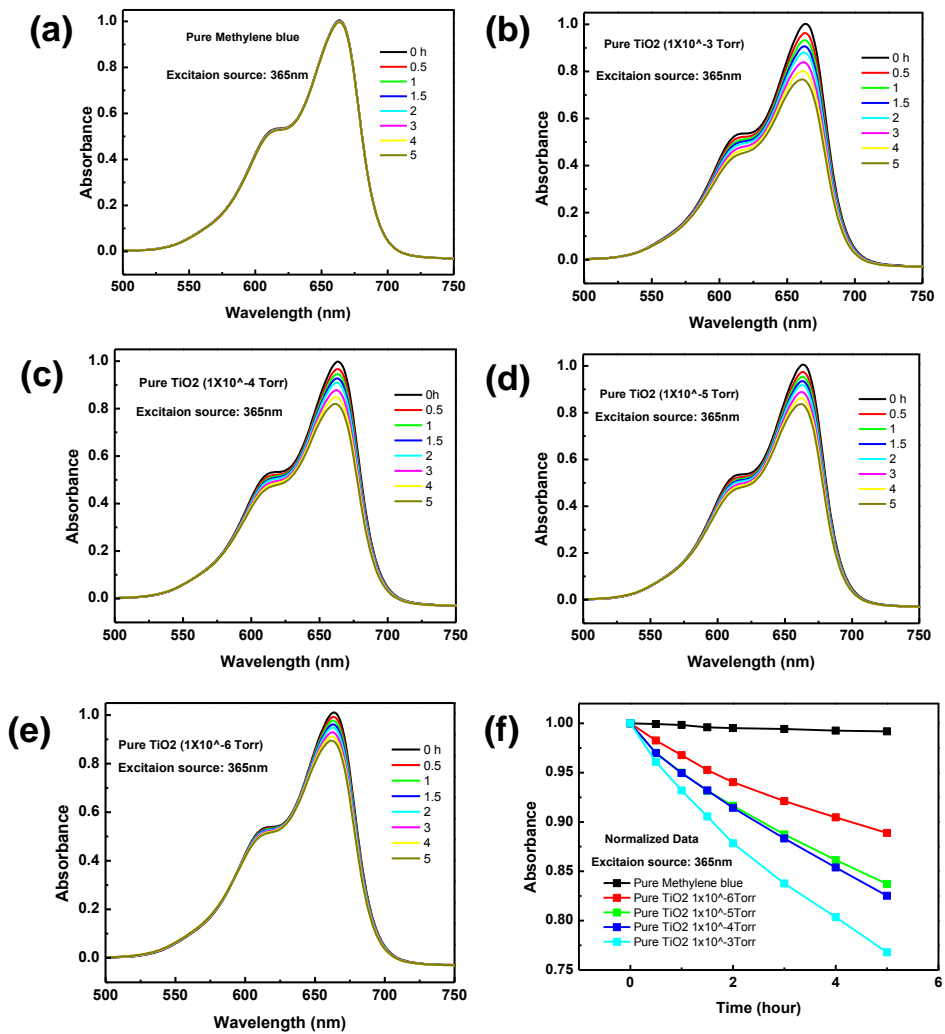 (a)
Pure Methylene blue
Excitaion source: 365nm
0 h
0.5
1
1.5
2
3
4
5
1.0
0.8
0.6
0.4
0.2
0.0
Absorbance
500 550 600 650 700 750
Wavelength (nm)
(b)
Pure TiO2 (1X10^-3 Torr)
Excitaion source: 365nm
0 h
0.5
1
1.5
2
3
4
5
1.0
0.8
0.6
0.4
0.2
0.0
Absorbance
500 550 600 650 700 750
Wavelength (nm)
(c)
Pure TiO2 (1X10^-4 Torr)
Excitaion source: 365nm
0h
0.5
1
1.5
2
3
4
5
1.0
0.8
0.6
0.4
0.2
0.0
Absorbance
500 550 600 650 700 750
Wavelength (nm)
(d)
Pure TiO2 (1X10^-5 Torr)
Excitaion source: 365nm
0 h
0.5
1
1.5
2
3
4
5
1.0
0.8
0.6
0.4
0.2
0.0
Absorbance
500 550 600 650 700 750
Wavelength (nm)
(e)
Pure TiO2 (1X10^-6 Torr)
Excitaion source: 365nm
0 h
0.5
1
1.5
2
3
4
5
1.0
0.8
0.6
0.4
0.2
0.0
Absorbance
500 550 600 650 700 750
Wavelength (nm)
(f)
1.00
0.95
0.90
0.85
0.80
0.75
Absorbance
Normalized Data
Excitaion source: 365nm
Pure Methylene blue
Pure TiO2 1x10^-6Torr
Pure TiO2 1x10^-5Torr
Pure TiO2 1x10^-4Torr
Pure TiO2 1x10^-3Torr
0 2 4 6
Time (hour)